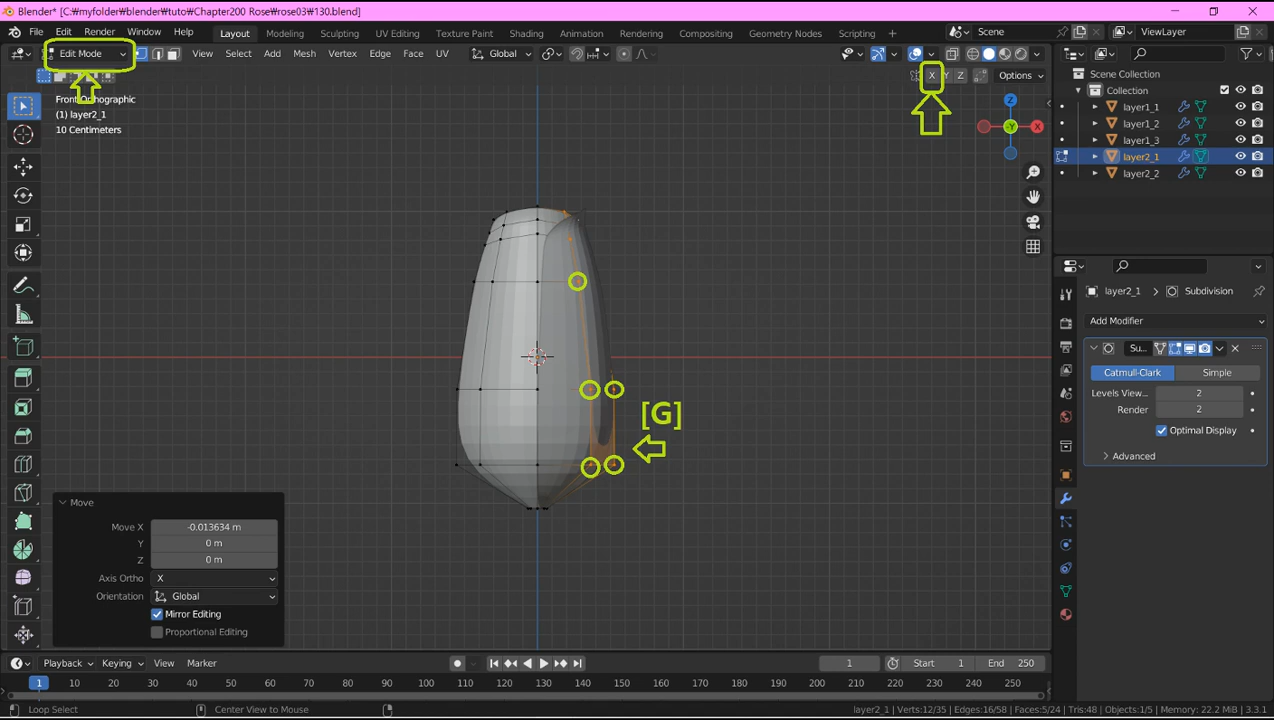 Blender* [C:₩myfolder₩blender₩tuto₩Chapter200 Rose₩rose03₩130.blend]
File Edit Render Window Help Layout Modeling Sculpting UV Editing Texture Paint Shading Animation Rendering Compositing Geometry Nodes Scripting Scene ViewLayer
Edit Mode View Select Add Mesh Vertex Edge Face UV Global
X Y Z Options
Front Orthographic
(1) layer2_1
10 Centimeters
Z
Y
X
Scene Collection
Collection
layer1_1
layer1_2
layer1_3
layer2_1
layer2_2
[G]
layer2_1 > Subdivision
Add Modifier
Su...
Catmull-Clark Simple
Levels View... 2
Render 2
Optimal Display
Advanced
Move
Move X -0.013634 m
Y 0 m
Z 0 m
Axis Ortho X
Orientation Global
Mirror Editing
Proportional Editing
Playback Keying View Marker 1 Start 1 End 250
1 10 20 30 40 50 60 70 80 90 100 110 120 130 140 150 160 170 180 190 200 210 220 230 240 250
Loop Select Center View to Mouse layer2_1 | Verts:12/35 | Edges:16/58 | Faces:5/24 | Tris:48 | Objects:1/5 | Memory: 22.2 MiB | 3.3.1